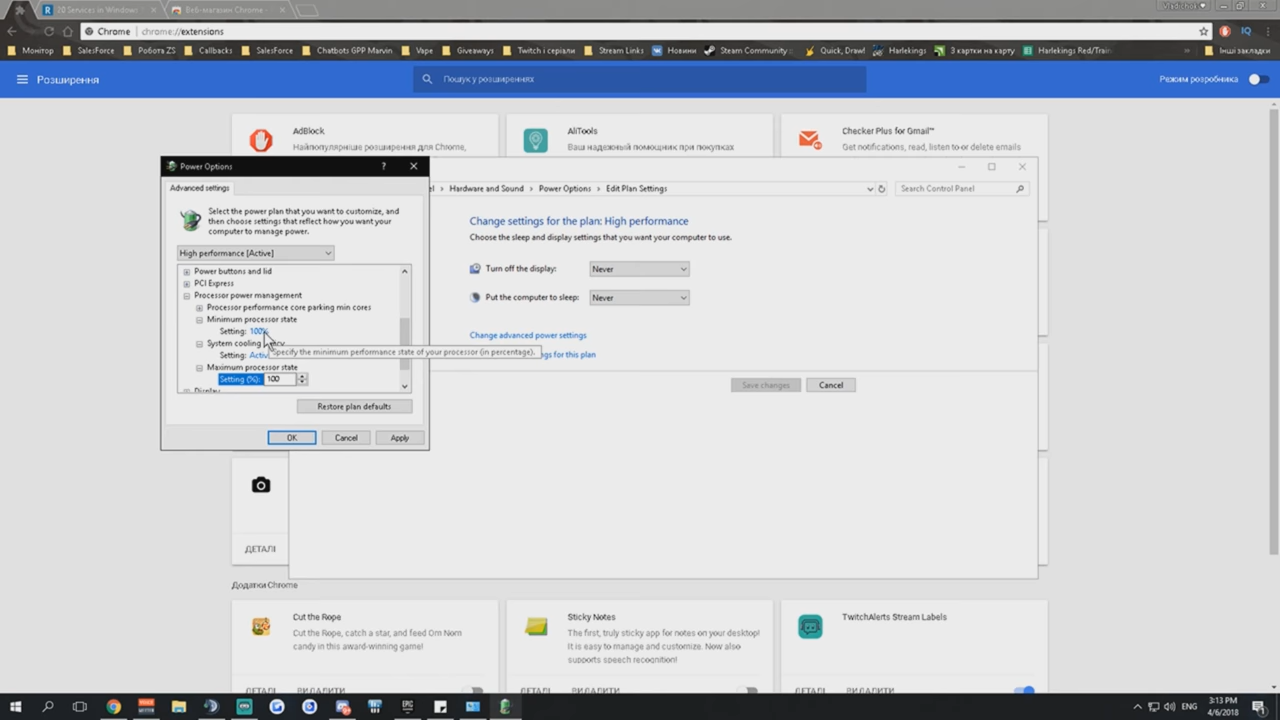 20 Services in Windows
Веб-магазин Chrome -
Vladichok
Chrome | chrome://extensions
Монітор
SalesForce
Робота ZS
Callbacks
SalesForce
Chatbots GPP Marvin
Vape
Giveaways
Twitch і серіали
Stream Links
Новини
Steam Community
Quick, Draw!
Harlekings
3 картки на карту
Harlekings Red/Train
»
Інші закладки
Розширення
Пошук у розширеннях
Режим розробника
AdBlock
Найпопулярніше розширення для Chrome,
AliTools
Ваш надежный помощник при покупках
Checker Plus for Gmail™
Get notifications, read, listen to or delete emails
Power Options
?
Advanced settings
Select the power plan that you want to customize, and
then choose settings that reflect how you want your
computer to manage power.
High performance [Active]
Power buttons and lid
PCI Express
Processor power management
Processor performance core parking min cores
Minimum processor state
Setting: 100%
System cooling
Setting:
Specify the minimum performance state of your processor (in percentage).
Maximum processor state
Setting (%): 100
Display
Restore plan defaults
OK
Cancel
Apply
Hardware and Sound > Power Options > Edit Plan Settings
Search Control Panel
Change settings for the plan: High performance
Choose the sleep and display settings that you want your computer to use.
Turn off the display:
Never
Put the computer to sleep:
Never
Change advanced power settings
for this plan
Save changes
Cancel
ДЕТАЛІ
Додатки Chrome
Cut the Rope
Cut the Rope, catch a star, and feed Om Nom
candy in this award-winning game!
Sticky Notes
The first, truly sticky app for notes on your desktop!
It is easy to manage and customize. Now also
supports speech recognition!
TwitchAlerts Stream Labels
ДЕТАЛІ
ВИДАЛИТИ
ДЕТАЛІ
ВИДАЛИТИ
ДЕТАЛІ
ВИДАЛИТИ
ENG
3:13 PM
4/6/2018